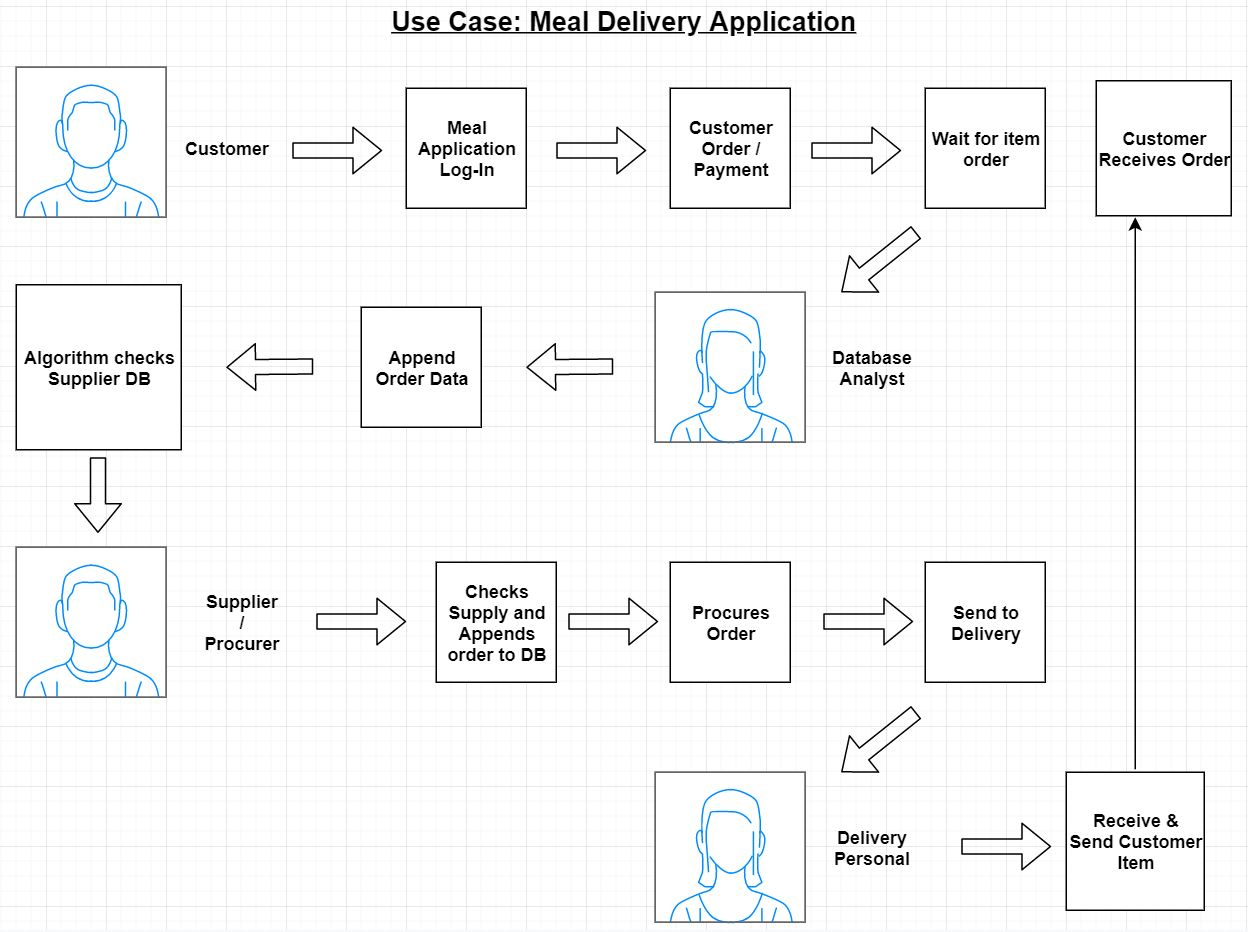 Use Case: Meal Delivery Application
Customer
Meal
Application
Log-In
Customer
Order /
Payment
Wait for item
order
Customer
Receives Order
Algorithm checks
Supplier DB
Append
Order Data
Database
Analyst
Supplier
/
Procurer
Checks
Supply and
Appends
order to DB
Procures
Order
Send to
Delivery
Delivery
Personal
Receive &
Send Customer
Item